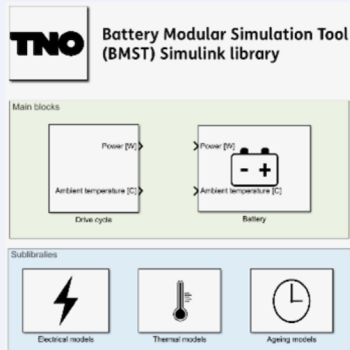 TNO Battery Modular Simulation Tool
(BMST) Simulink library
Main blocks
Power [W]
Power [W]
Ambient temperature [C]
Ambient temperature [C]
Drive cycle
Battery
Sublibralies
Electrical models
Thermal models
Ageing models